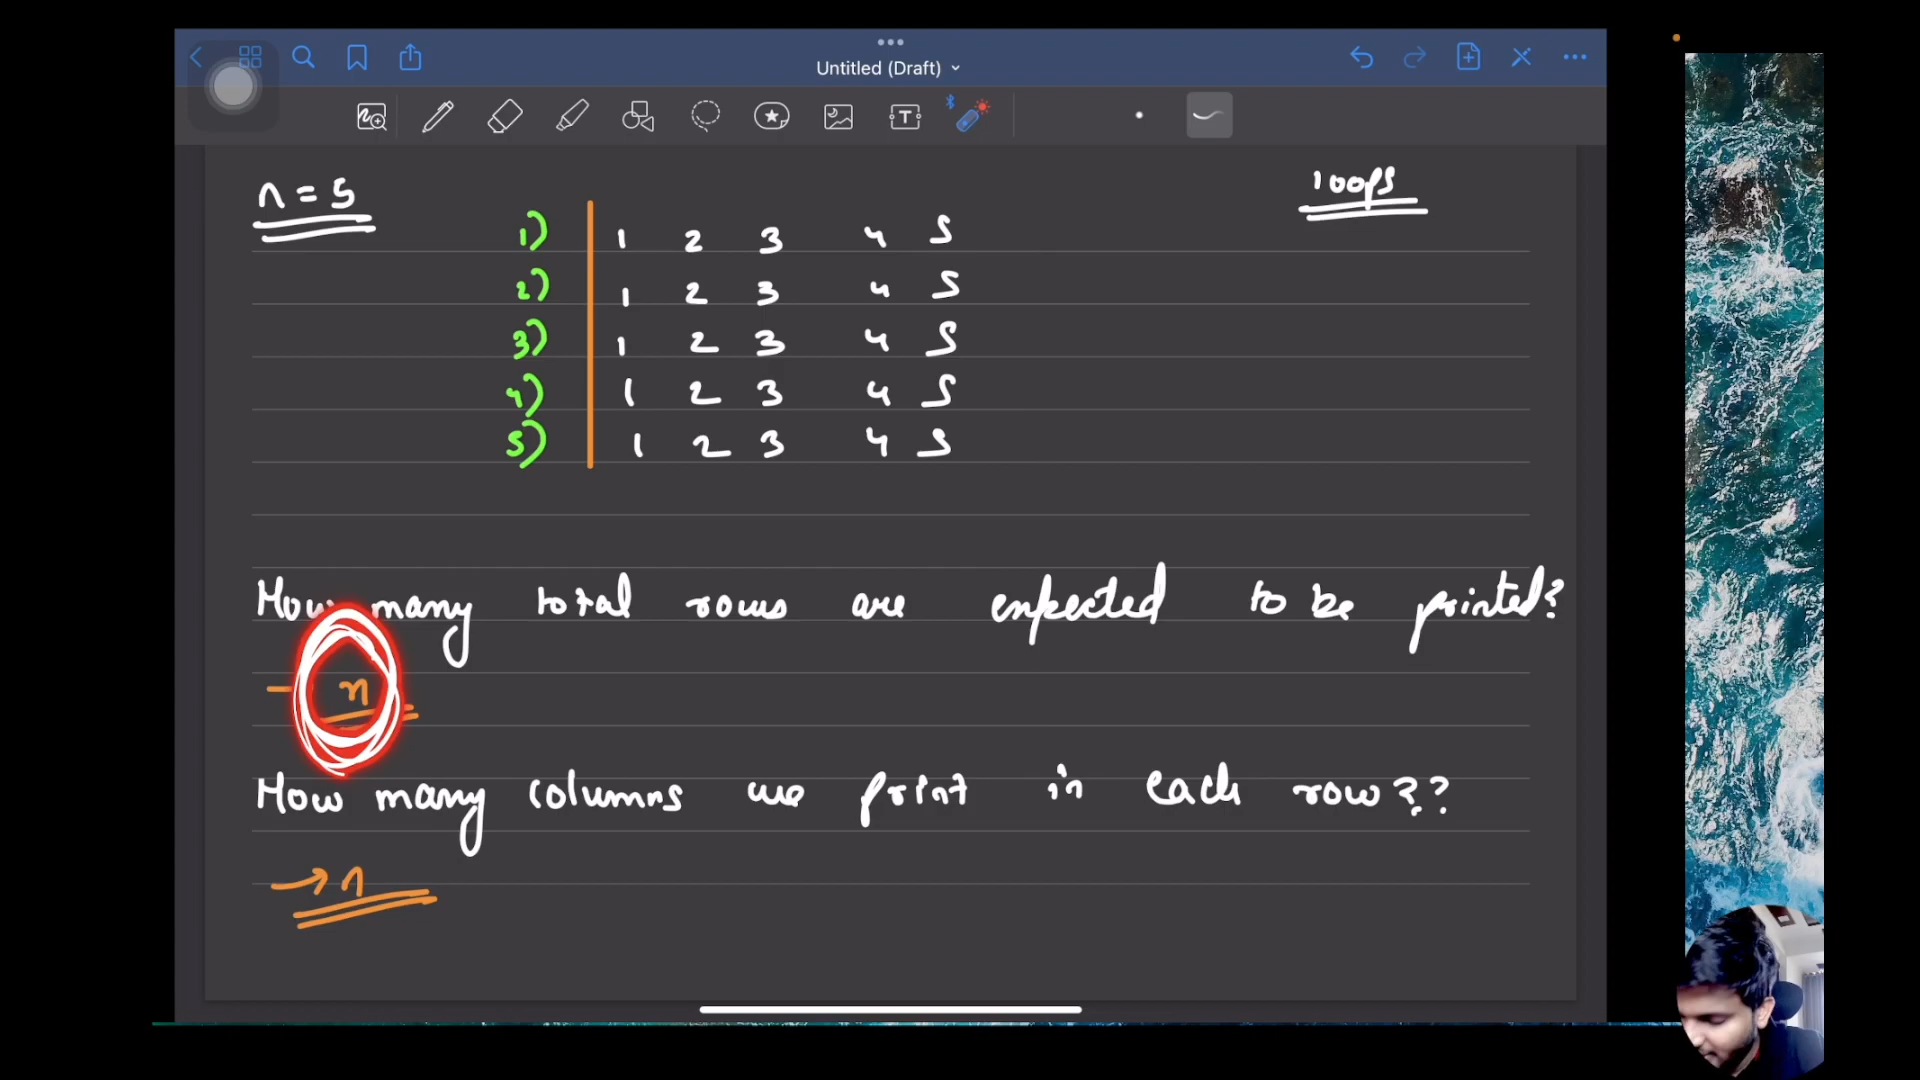 Untitled (Draft)
T
n = 5
loops
1) 1 2 3 4 5
2) 1 2 3 4 5
3) 1 2 3 4 5
4) 1 2 3 4 5
5) 1 2 3 4 5
How many total rows are expected to be printed?
- n
How many columns we print in each row??
→ n